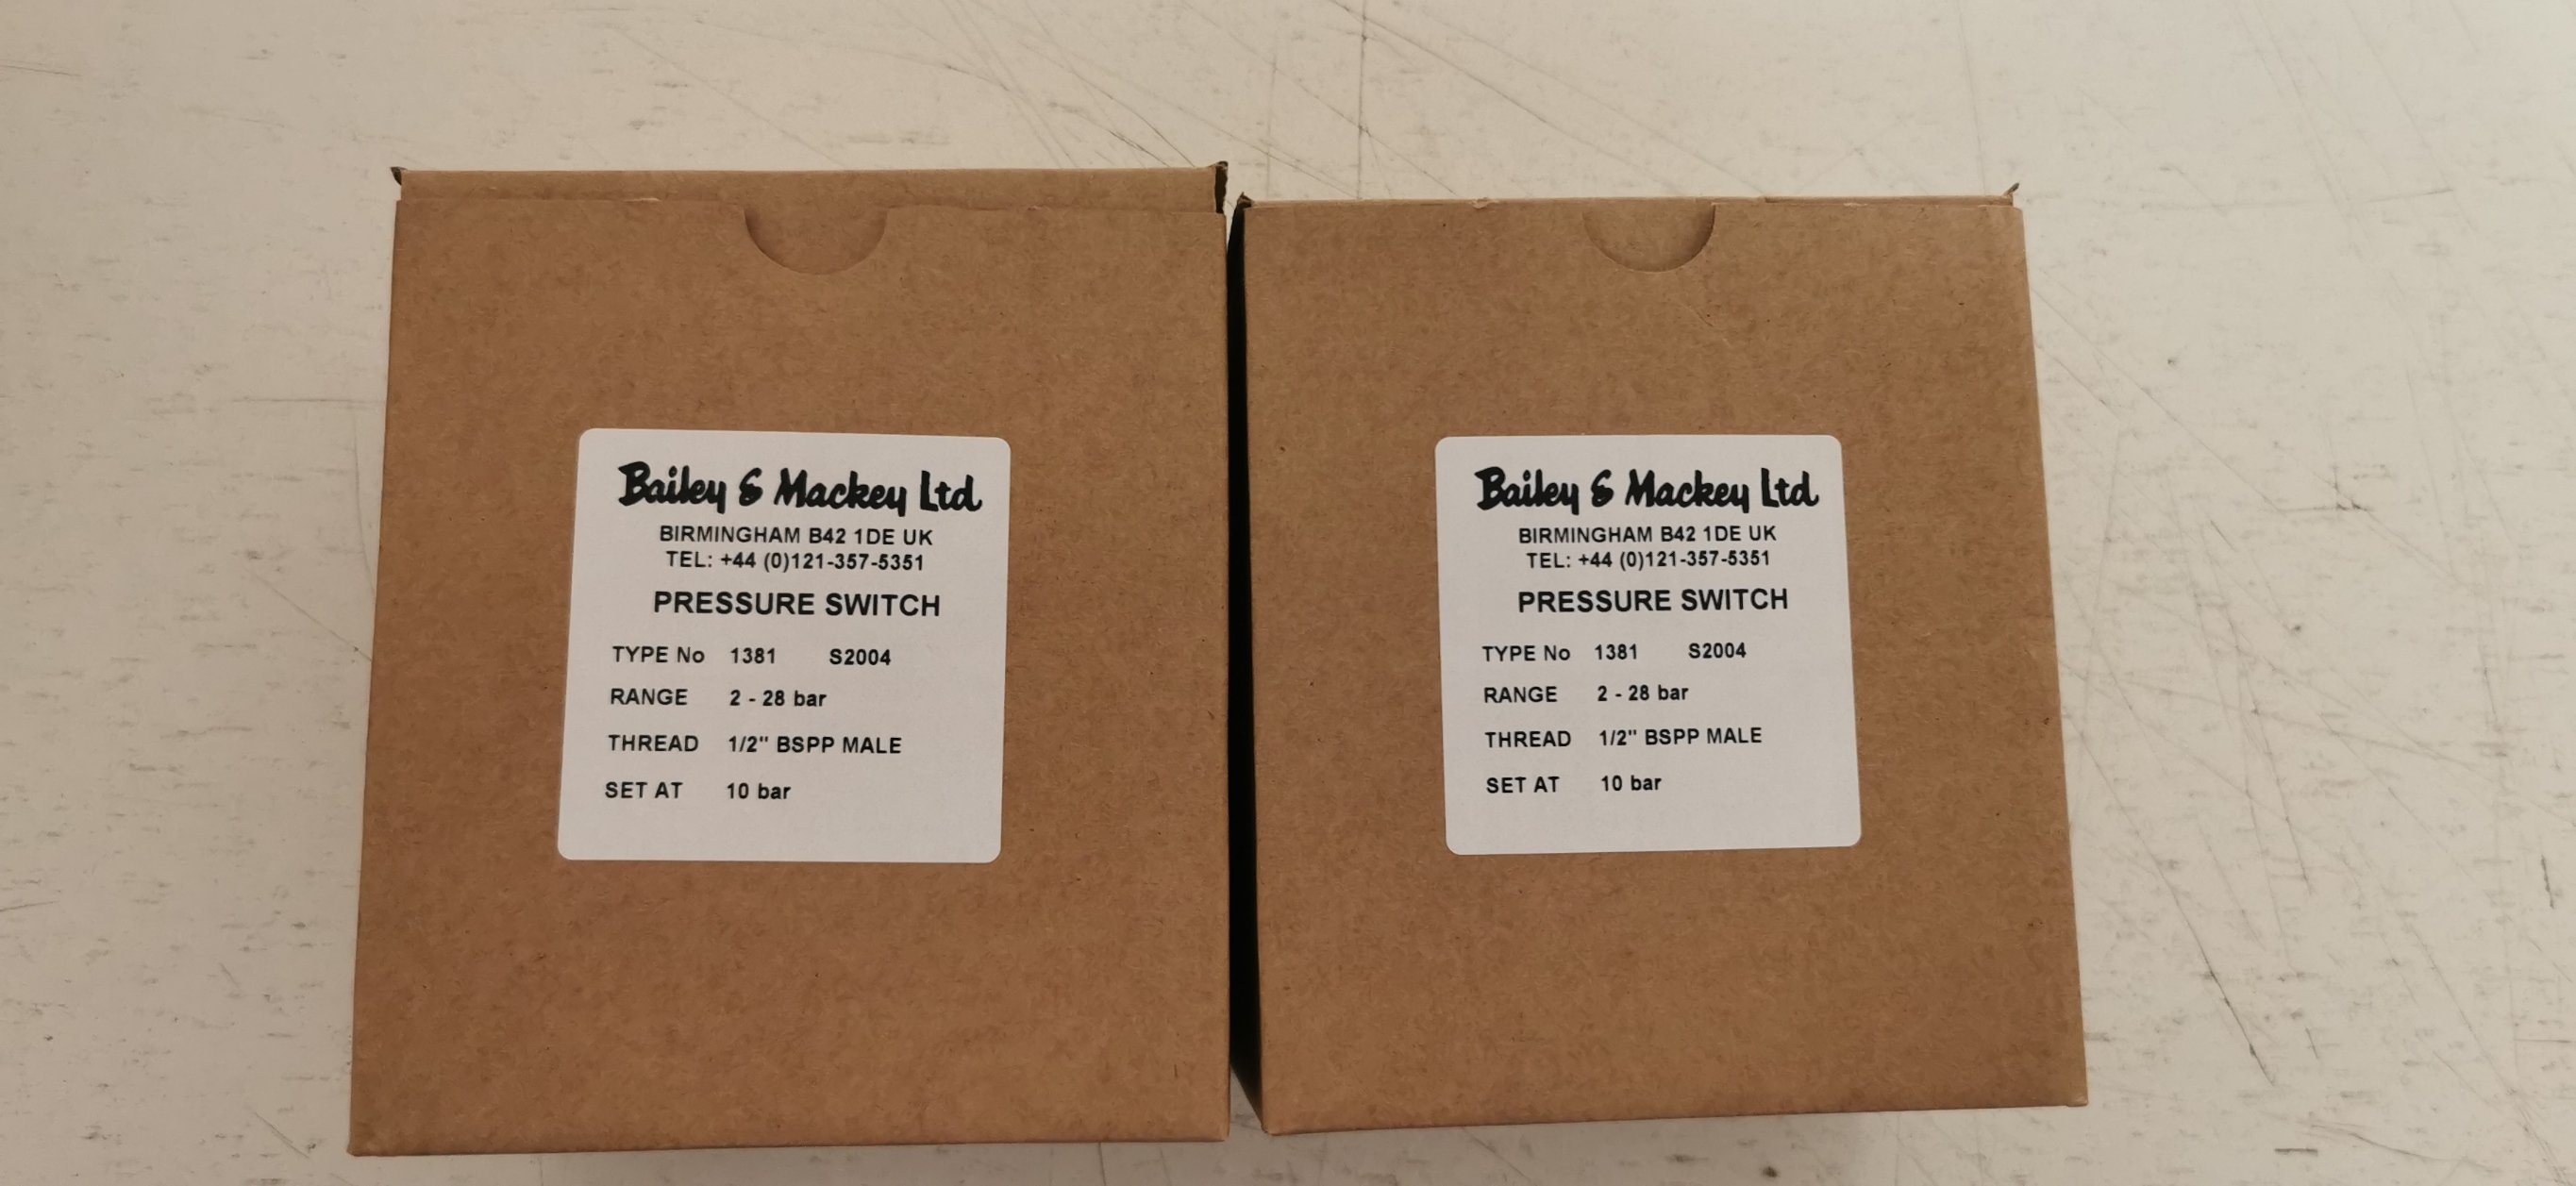 Bailey & Mackey Ltd
BIRMINGHAM B42 1DE UK
TEL: +44 (0)121-357-5351
PRESSURE SWITCH
TYPE No 1381 S2004
RANGE 2 - 28 bar
THREAD 1/2" BSPP MALE
SET AT 10 bar
Bailey & Mackey Ltd
BIRMINGHAM B42 1DE UK
TEL: +44 (0)121-357-5351
PRESSURE SWITCH
TYPE No 1381 S2004
RANGE 2 - 28 bar
THREAD 1/2" BSPP MALE
SET AT 10 bar